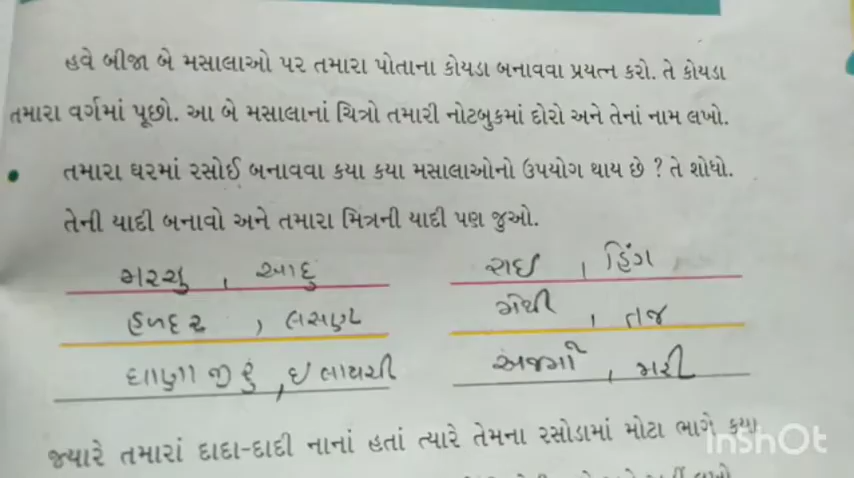 હવે બીજા બે મસાલાઓ પર તમારા પોતાના કોયડા બનાવવા પ્રયત્ન કરો. તે કોયડા
તમારા વર્ગમાં પૂછો. આ બે મસાલાનાં ચિત્રો તમારી નોટબુકમાં દોરો અને તેનાં નામ લખો.
• તમારા ઘરમાં રસોઈ બનાવવા કયા કયા મસાલાઓનો ઉપયોગ થાય છે ? તે શોધો.
તેની યાદી બનાવો અને તમારા મિત્રની યાદી પણ જુઓ.
મરચુ , આદુ રાઇ , હિંગ
હળદર , લસણ મેથી , તજ
ધાણાજીરું , ઇલાયચી અજમો , મરી
જ્યારે તમારાં દાદા-દાદી નાનાં હતાં ત્યારે તેમના રસોડામાં મોટા ભાગે કયા
InShOt